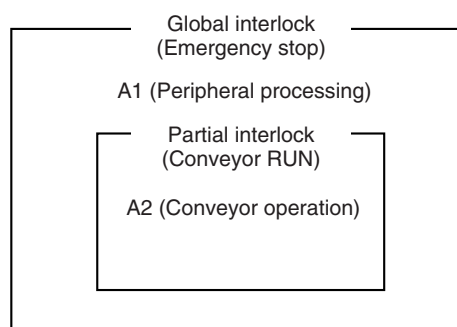 Global interlock
(Emergency stop)
A1 (Peripheral processing)
Partial interlock
(Conveyor RUN)
A2 (Conveyor operation)